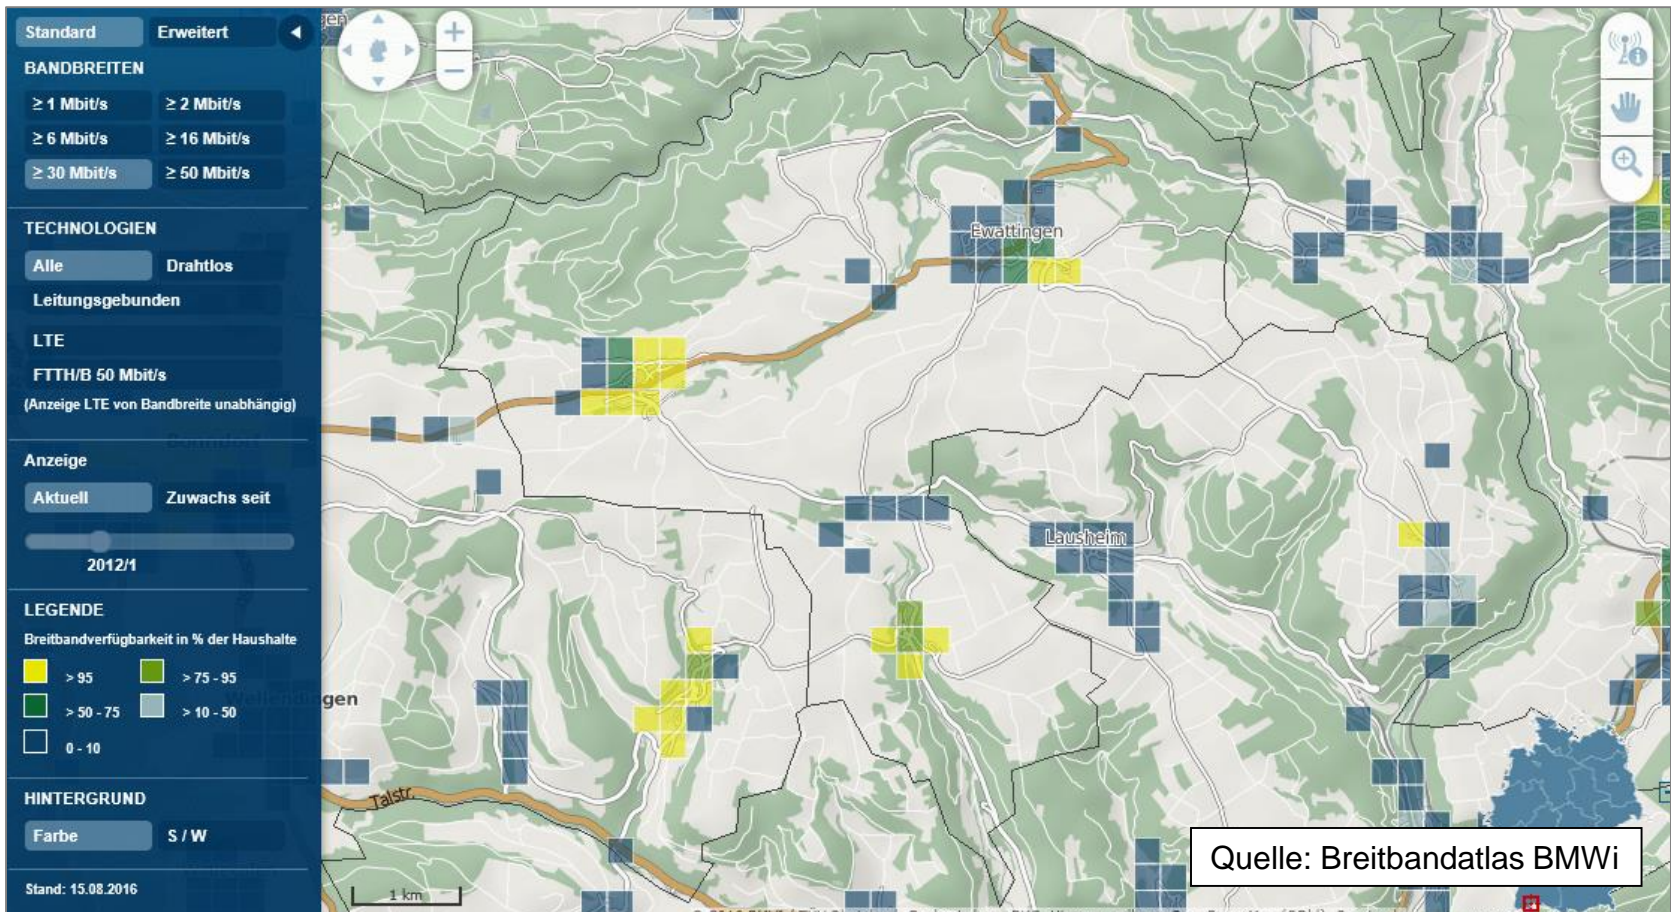 Standard Erweitert
BANDBREITEN
≥ 1 Mbit/s ≥ 2 Mbit/s
≥ 6 Mbit/s ≥ 16 Mbit/s
≥ 30 Mbit/s ≥ 50 Mbit/s
TECHNOLOGIEN
Alle Drahtlos
Leitungsgebunden
LTE
FTTH/B 50 Mbit/s
(Anzeige LTE von Bandbreite unabhängig)
Anzeige
Aktuell Zuwachs seit
2012/1
LEGENDE
Breitbandverfügbarkeit in % der Haushalte
> 95 > 75 - 95
> 50 - 75 > 10 - 50
0 - 10
HINTERGRUND
Farbe S / W
Stand: 15.08.2016
gen
Ewattingen
Lausheim
Wellendingen
Talstr.
1 km
Quelle: Breitbandatlas BMWi